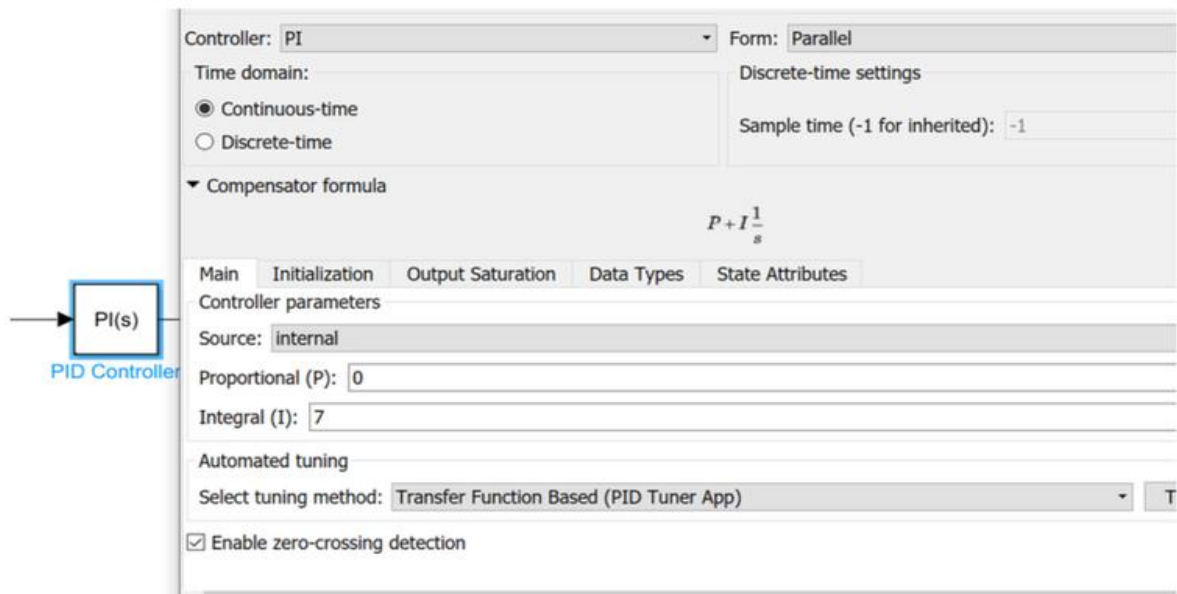 Controller: PI Form: Parallel
Time domain:
Discrete-time settings
Continuous-time
Discrete-time
Sample time (-1 for inherited): -1
Compensator formula
P + I 1/s
Main Initialization Output Saturation Data Types State Attributes
Controller parameters
Source: internal
Proportional (P): 0
Integral (I): 7
Automated tuning
Select tuning method: Transfer Function Based (PID Tuner App) T
Enable zero-crossing detection
PI(s)
PID Controller